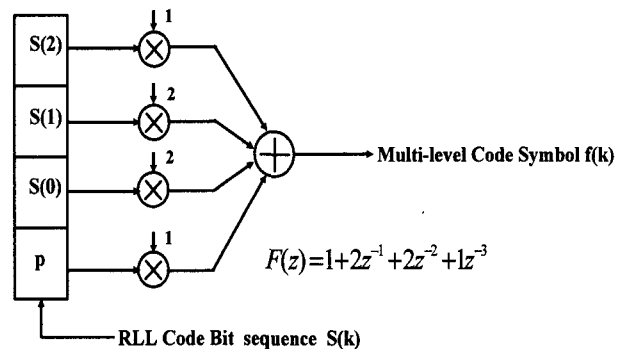 1
S(2)
2
S(1)
Multi-level Code Symbol f(k)
2
S(0)
1
p
F(z)=1+2z⁻¹+2z⁻²+1z⁻³
RLL Code Bit sequence S(k)